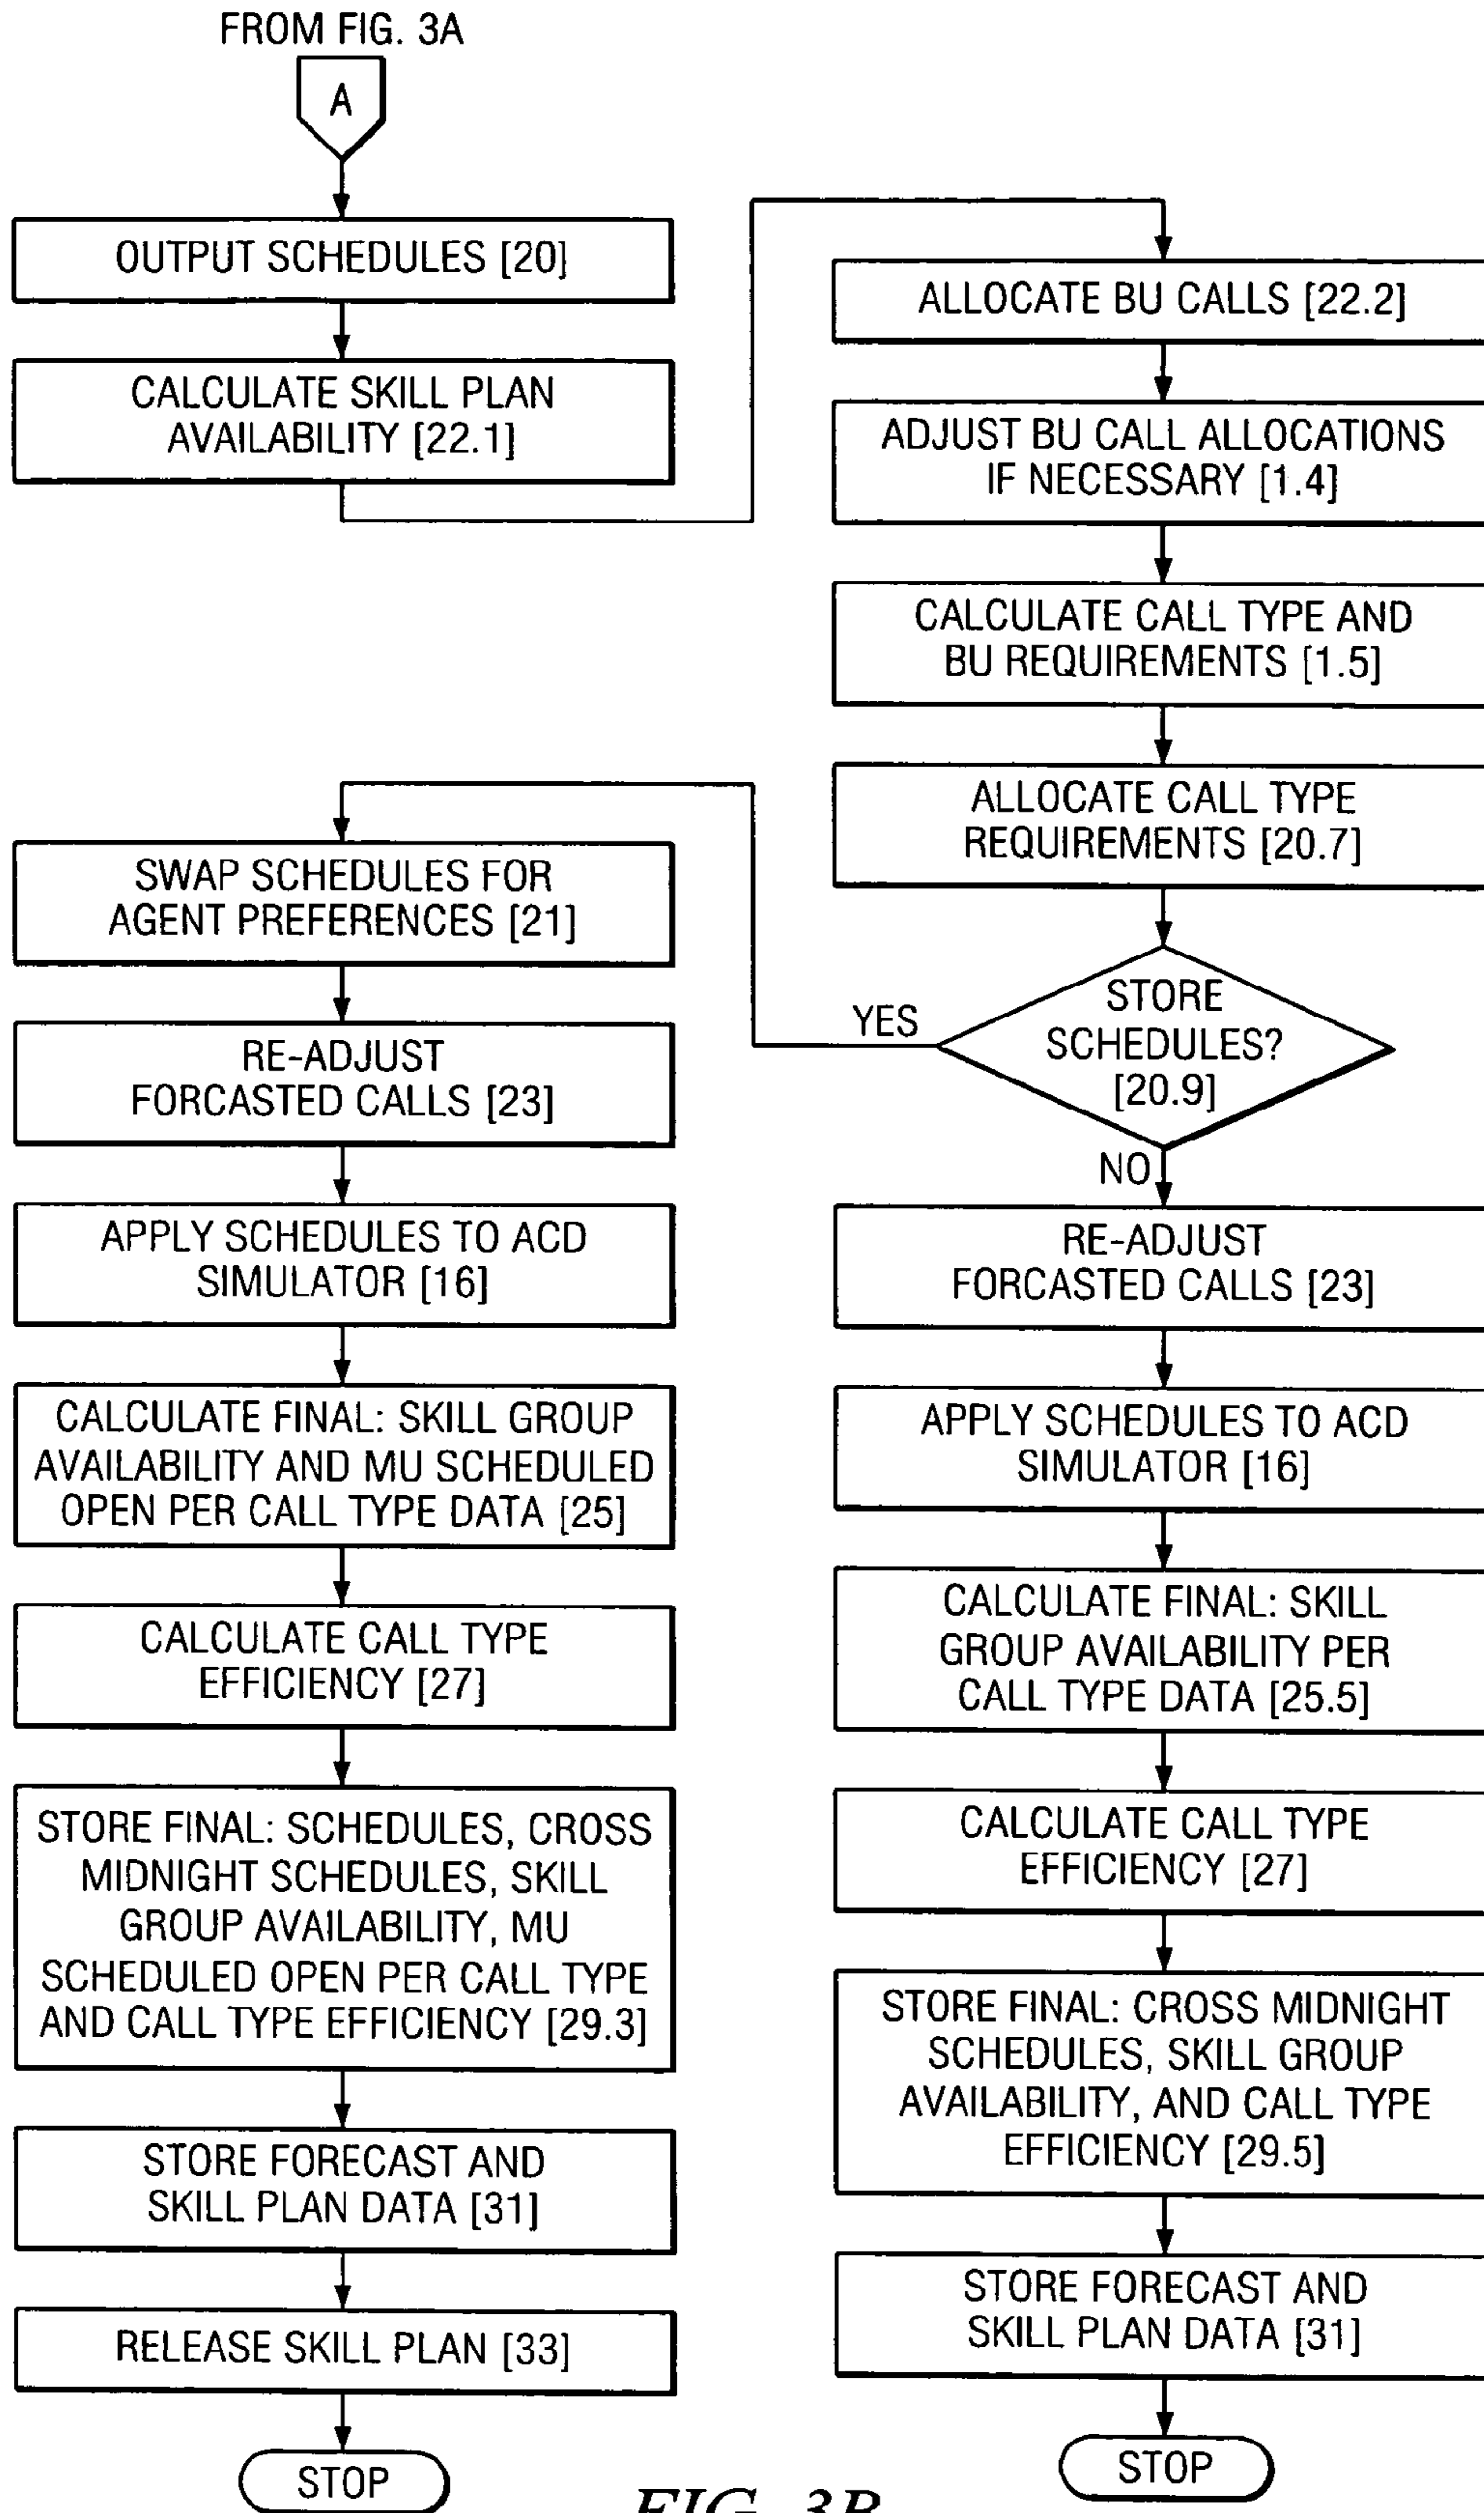 FROM FIG. 3A
A
OUTPUT SCHEDULES [20]
CALCULATE SKILL PLAN
AVAILABILITY [22.1]
ALLOCATE BU CALLS [22.2]
ADJUST BU CALL ALLOCATIONS
IF NECESSARY [1.4]
CALCULATE CALL TYPE AND
BU REQUIREMENTS [1.5]
ALLOCATE CALL TYPE
REQUIREMENTS [20.7]
STORE
SCHEDULES?
[20.9]
YES
NO
SWAP SCHEDULES FOR
AGENT PREFERENCES [21]
RE-ADJUST
FORCASTED CALLS [23]
APPLY SCHEDULES TO ACD
SIMULATOR [16]
CALCULATE FINAL: SKILL GROUP
AVAILABILITY AND MU SCHEDULED
OPEN PER CALL TYPE DATA [25]
CALCULATE CALL TYPE
EFFICIENCY [27]
STORE FINAL: SCHEDULES, CROSS
MIDNIGHT SCHEDULES, SKILL
GROUP AVAILABILITY, MU
SCHEDULED OPEN PER CALL TYPE
AND CALL TYPE EFFICIENCY [29.3]
STORE FORECAST AND
SKILL PLAN DATA [31]
RELEASE SKILL PLAN [33]
STOP
RE-ADJUST
FORCASTED CALLS [23]
APPLY SCHEDULES TO ACD
SIMULATOR [16]
CALCULATE FINAL: SKILL
GROUP AVAILABILITY PER
CALL TYPE DATA [25.5]
CALCULATE CALL TYPE
EFFICIENCY [27]
STORE FINAL: CROSS MIDNIGHT
SCHEDULES, SKILL GROUP
AVAILABILITY, AND CALL TYPE
EFFICIENCY [29.5]
STORE FORECAST AND
SKILL PLAN DATA [31]
STOP
FIG. 3B